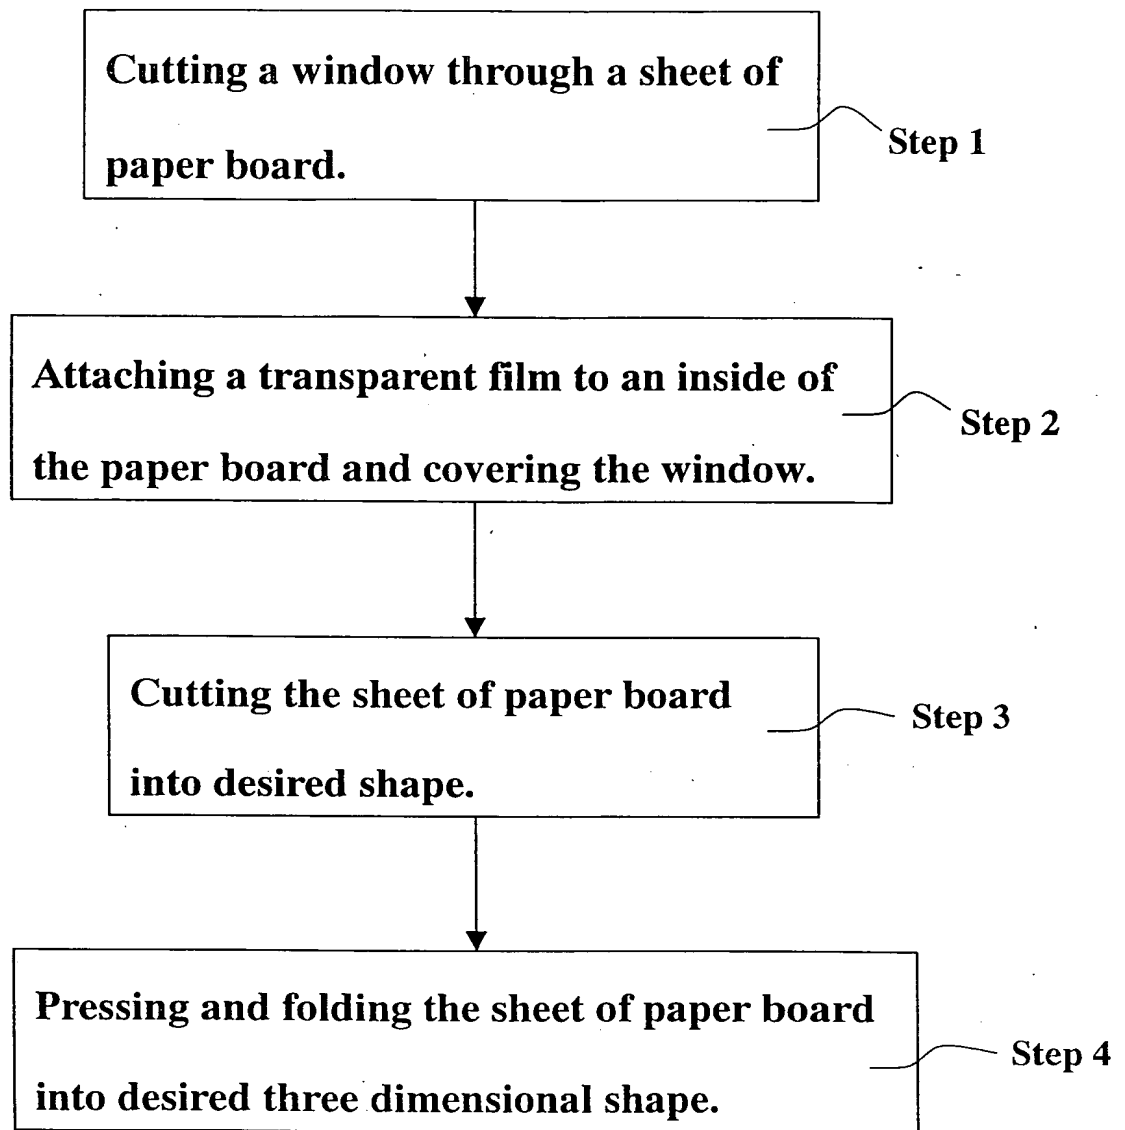 Cutting a window through a sheet of
paper board.
Step 1
Attaching a transparent film to an inside of
the paper board and covering the window.
Step 2
Cutting the sheet of paper board
into desired shape.
Step 3
Pressing and folding the sheet of paper board
into desired three dimensional shape.
Step 4